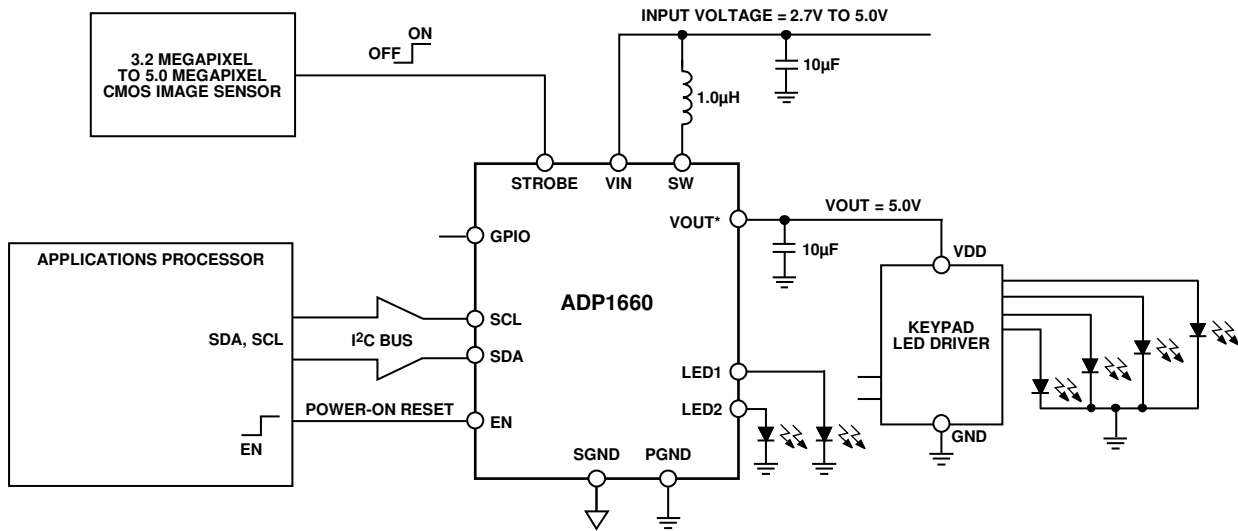 INPUT VOLTAGE = 2.7V TO 5.0V
ON
OFF
3.2 MEGAPIXEL
TO 5.0 MEGAPIXEL
CMOS IMAGE SENSOR
10µF
1.0µH
STROBE
VIN
SW
VOUT*
VOUT = 5.0V
GPIO
10µF
VDD
APPLICATIONS PROCESSOR
ADP1660
SCL
SDA, SCL
I²C BUS
KEYPAD
LED DRIVER
SDA
LED1
LED2
POWER-ON RESET
EN
EN
GND
SGND
PGND